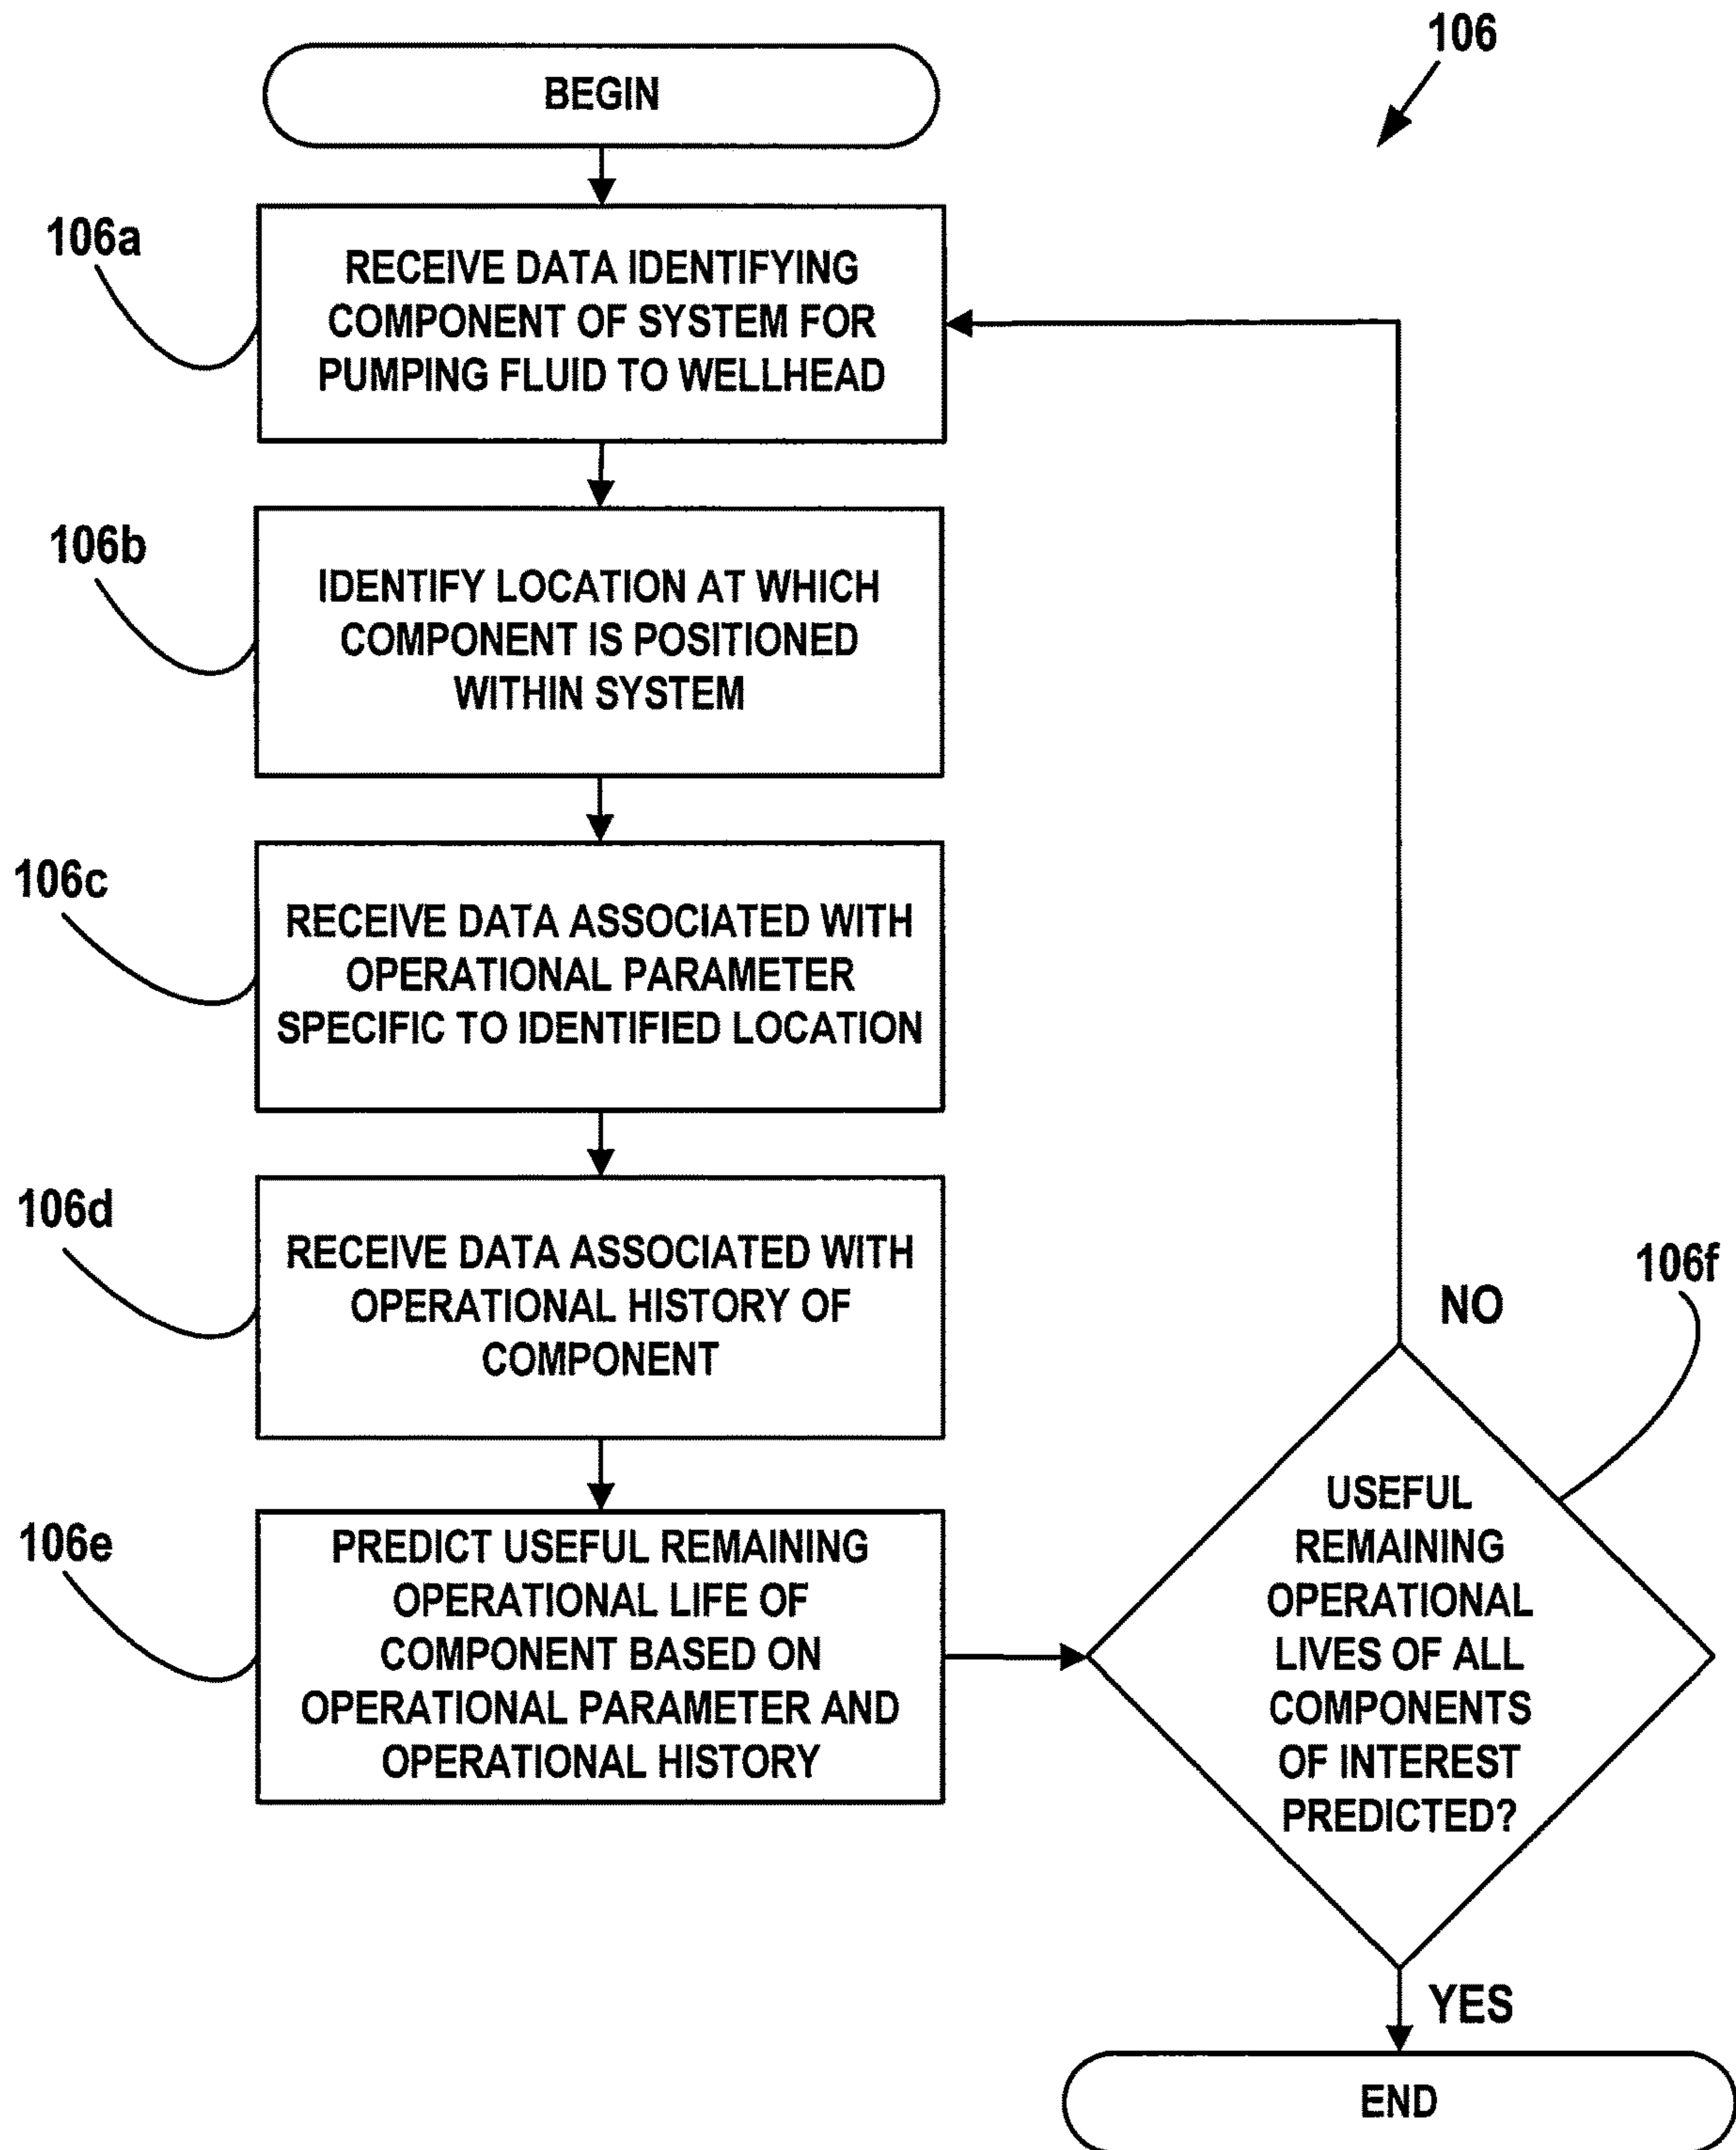 106
BEGIN
106a
RECEIVE DATA IDENTIFYING
COMPONENT OF SYSTEM FOR
PUMPING FLUID TO WELLHEAD
106b
IDENTIFY LOCATION AT WHICH
COMPONENT IS POSITIONED
WITHIN SYSTEM
106c
RECEIVE DATA ASSOCIATED WITH
OPERATIONAL PARAMETER
SPECIFIC TO IDENTIFIED LOCATION
106d
RECEIVE DATA ASSOCIATED WITH
OPERATIONAL HISTORY OF
COMPONENT
106e
PREDICT USEFUL REMAINING
OPERATIONAL LIFE OF
COMPONENT BASED ON
OPERATIONAL PARAMETER AND
OPERATIONAL HISTORY
106f
NO
USEFUL
REMAINING
OPERATIONAL
LIVES OF ALL
COMPONENTS
OF INTEREST
PREDICTED?
YES
END